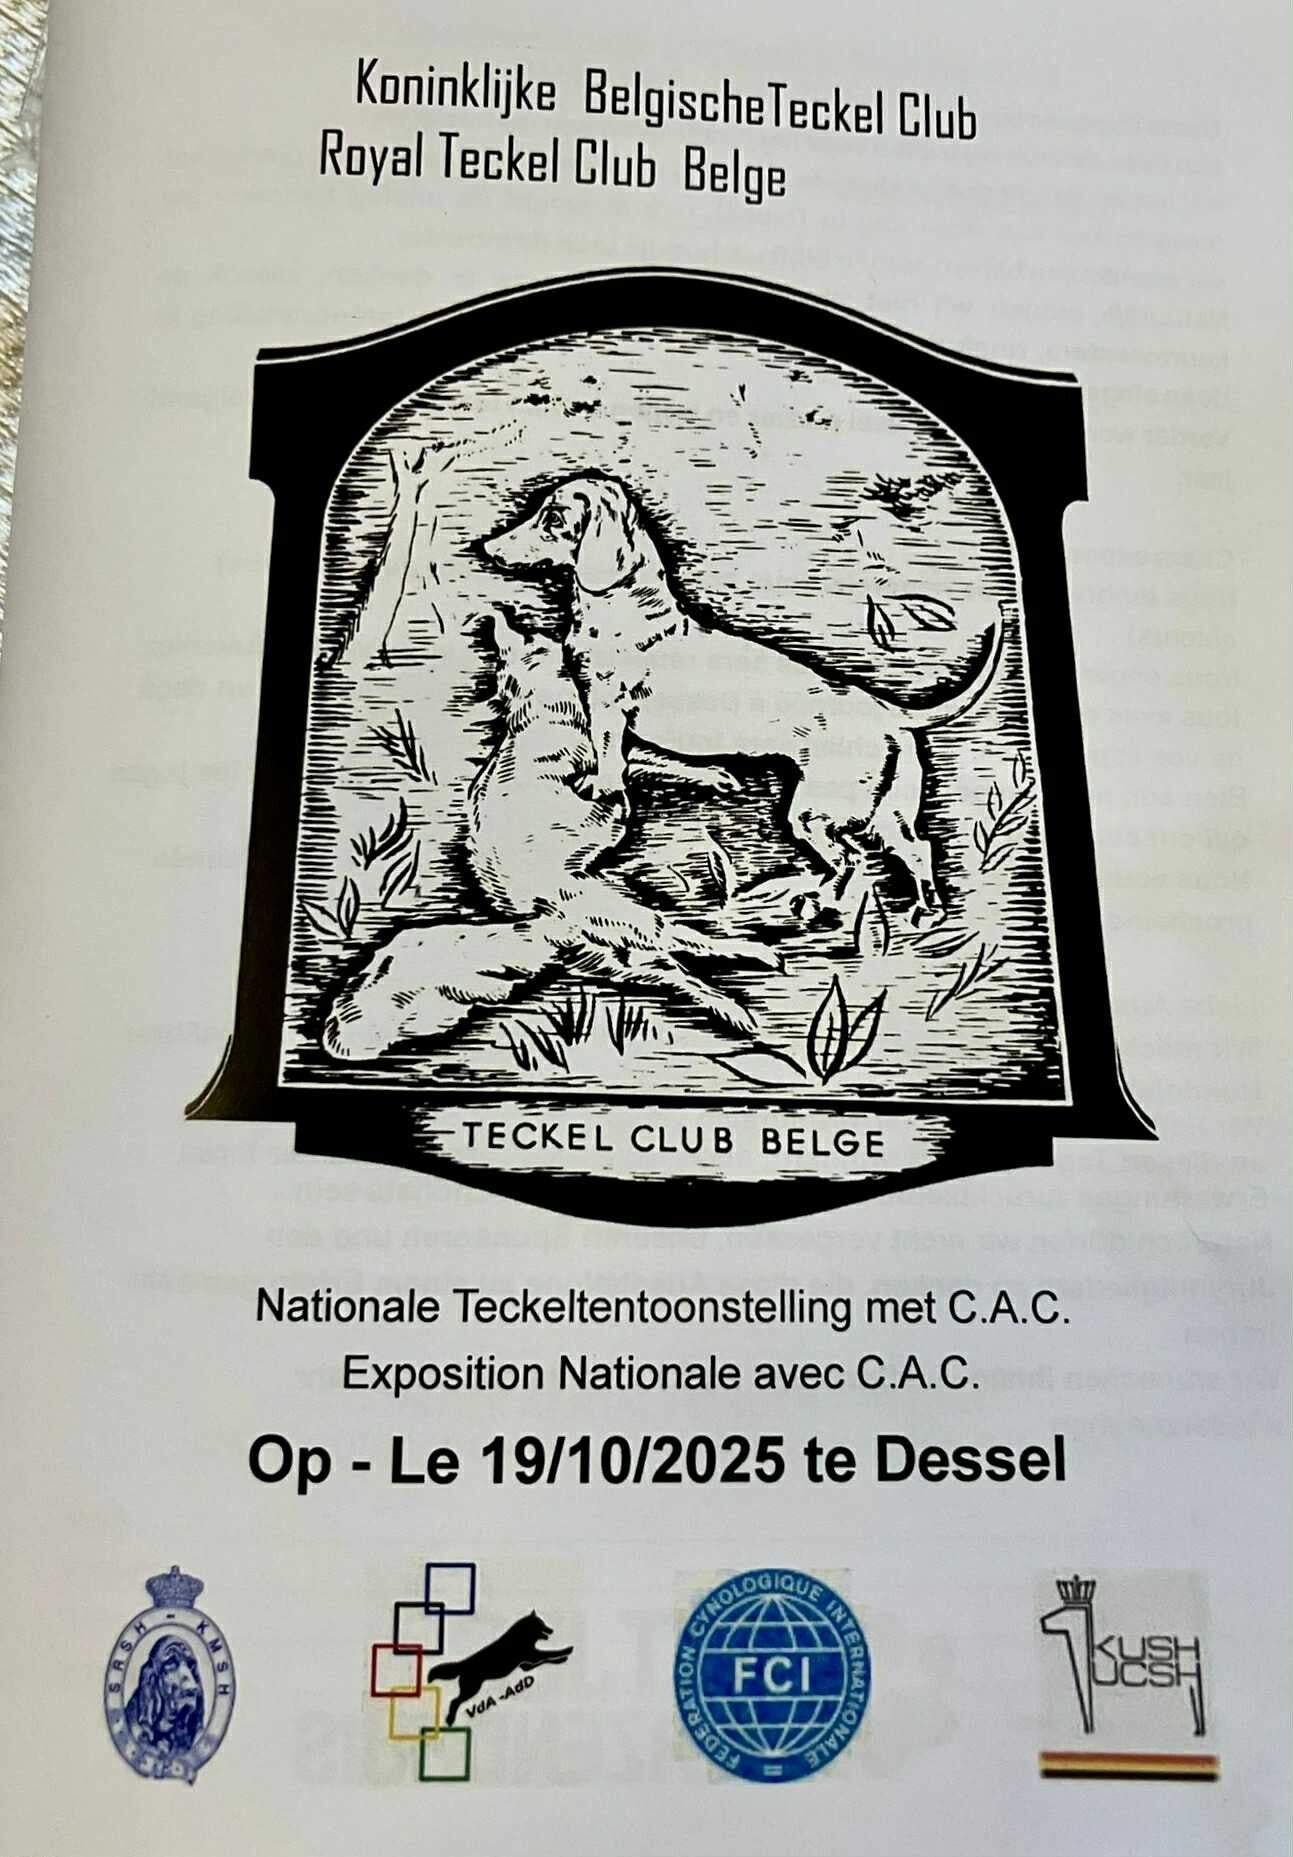 Koninklijke BelgischeTeckel Club
Royal Teckel Club Belge
TECKEL CLUB BELGE
Nationale Teckeltentoonstelling met C.A.C.
Exposition Nationale avec C.A.C.
Op - Le 19/10/2025 te Dessel
SRSH - KMSH
VdA -AdD
FEDERATION CYNOLOGIQUE INTERNATIONALE
FCI
KUSH
UCSH